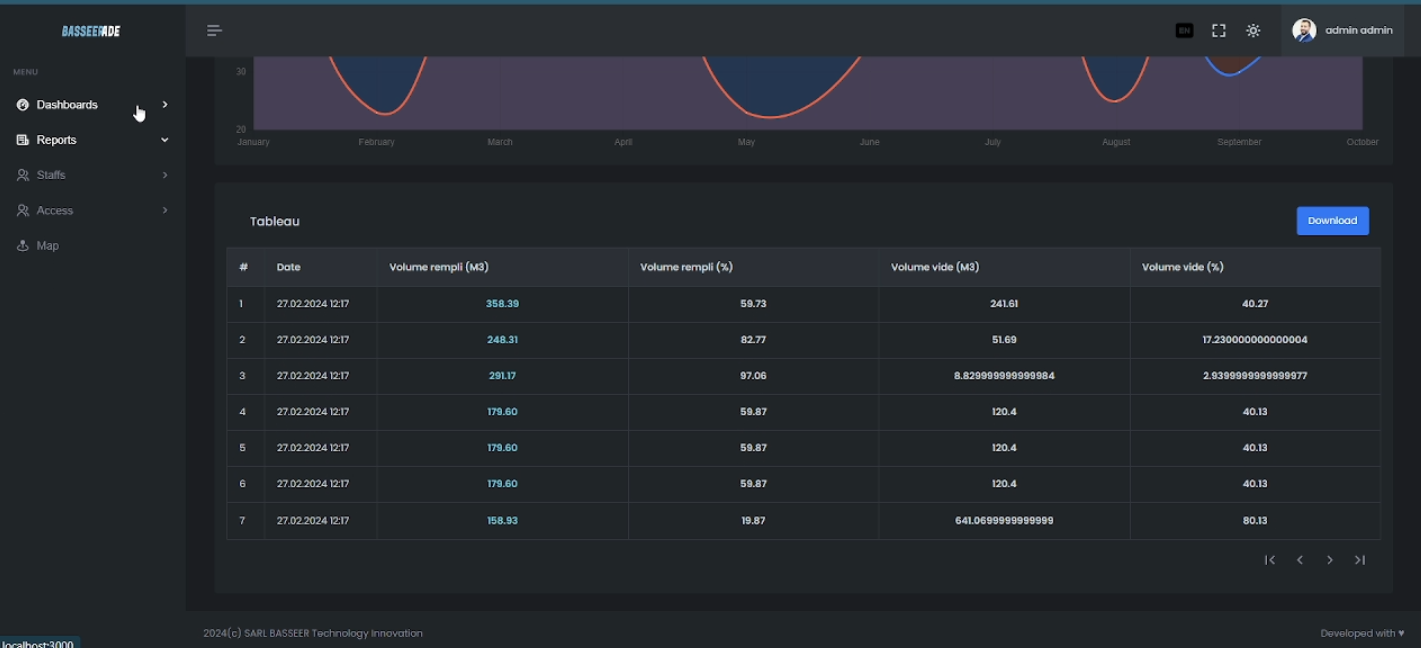 BASSEERADE
EN
admin admin
MENU
Dashboards
Reports
Staffs
Access
Map
30
20
January February March April May June July August September October
Tableau
Download
# Date Volume rempli (M3) Volume rempli (%) Volume vide (M3) Volume vide (%)
1 27.02.2024 12:17 358.39 59.73 241.61 40.27
2 27.02.2024 12:17 248.31 82.77 51.69 17.230000000000004
3 27.02.2024 12:17 291.17 97.06 8.829999999999984 2.9399999999999977
4 27.02.2024 12:17 179.60 59.87 120.4 40.13
5 27.02.2024 12:17 179.60 59.87 120.4 40.13
6 27.02.2024 12:17 179.60 59.87 120.4 40.13
7 27.02.2024 12:17 158.93 19.87 641.0699999999999 80.13
2024(c) SARL BASSEER Technology Innovation
Developed with ♥
localhost:3000